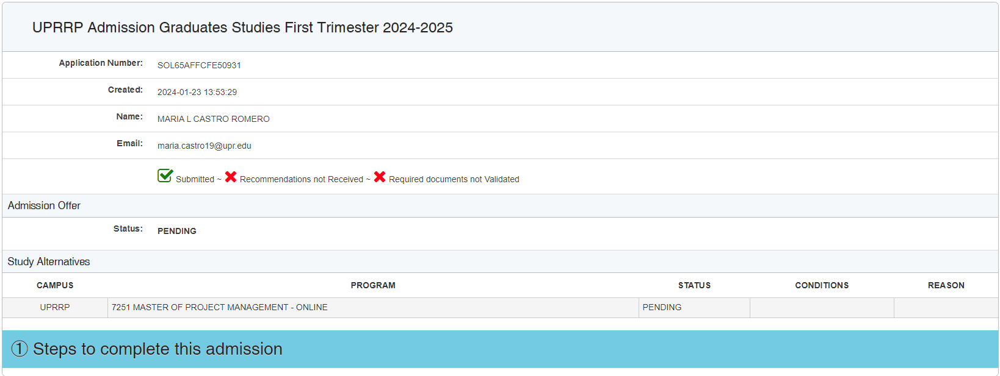 UPRRP Admission Graduates Studies First Trimester 2024-2025
Application Number: SOL65AFFCFE50931
Created: 2024-01-23 13:53:29
Name: MARIA L CASTRO ROMERO
Email: maria.castro19@upr.edu
Submitted ~ Recommendations not Received ~ Required documents not Validated
Admission Offer
Status: PENDING
Study Alternatives
CAMPUS PROGRAM STATUS CONDITIONS REASON
UPRRP 7251 MASTER OF PROJECT MANAGEMENT - ONLINE PENDING
① Steps to complete this admission